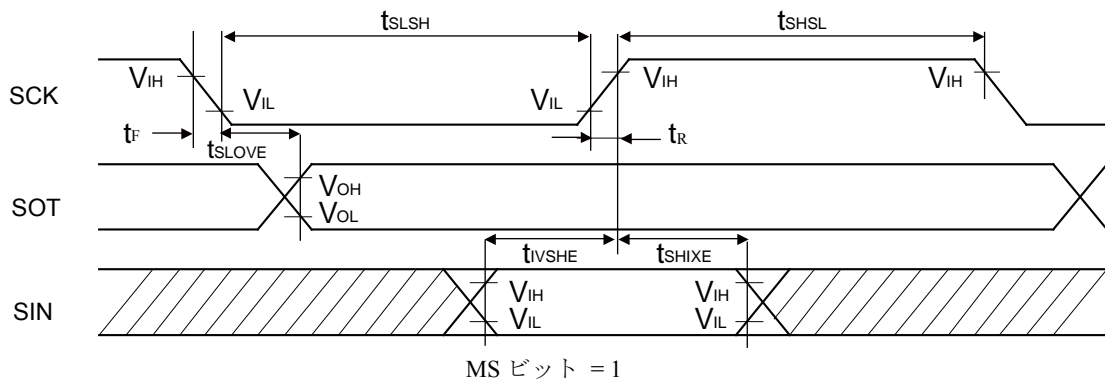 tSLSH
tSHSL
SCK
VIH
VIL
VIH
VIH
tF
tSLOVE
tR
SOT
VOH
VOL
tIVSHE
tSHIXE
SIN
VIH
VIL
VIH
VIL
MS ビット = 1